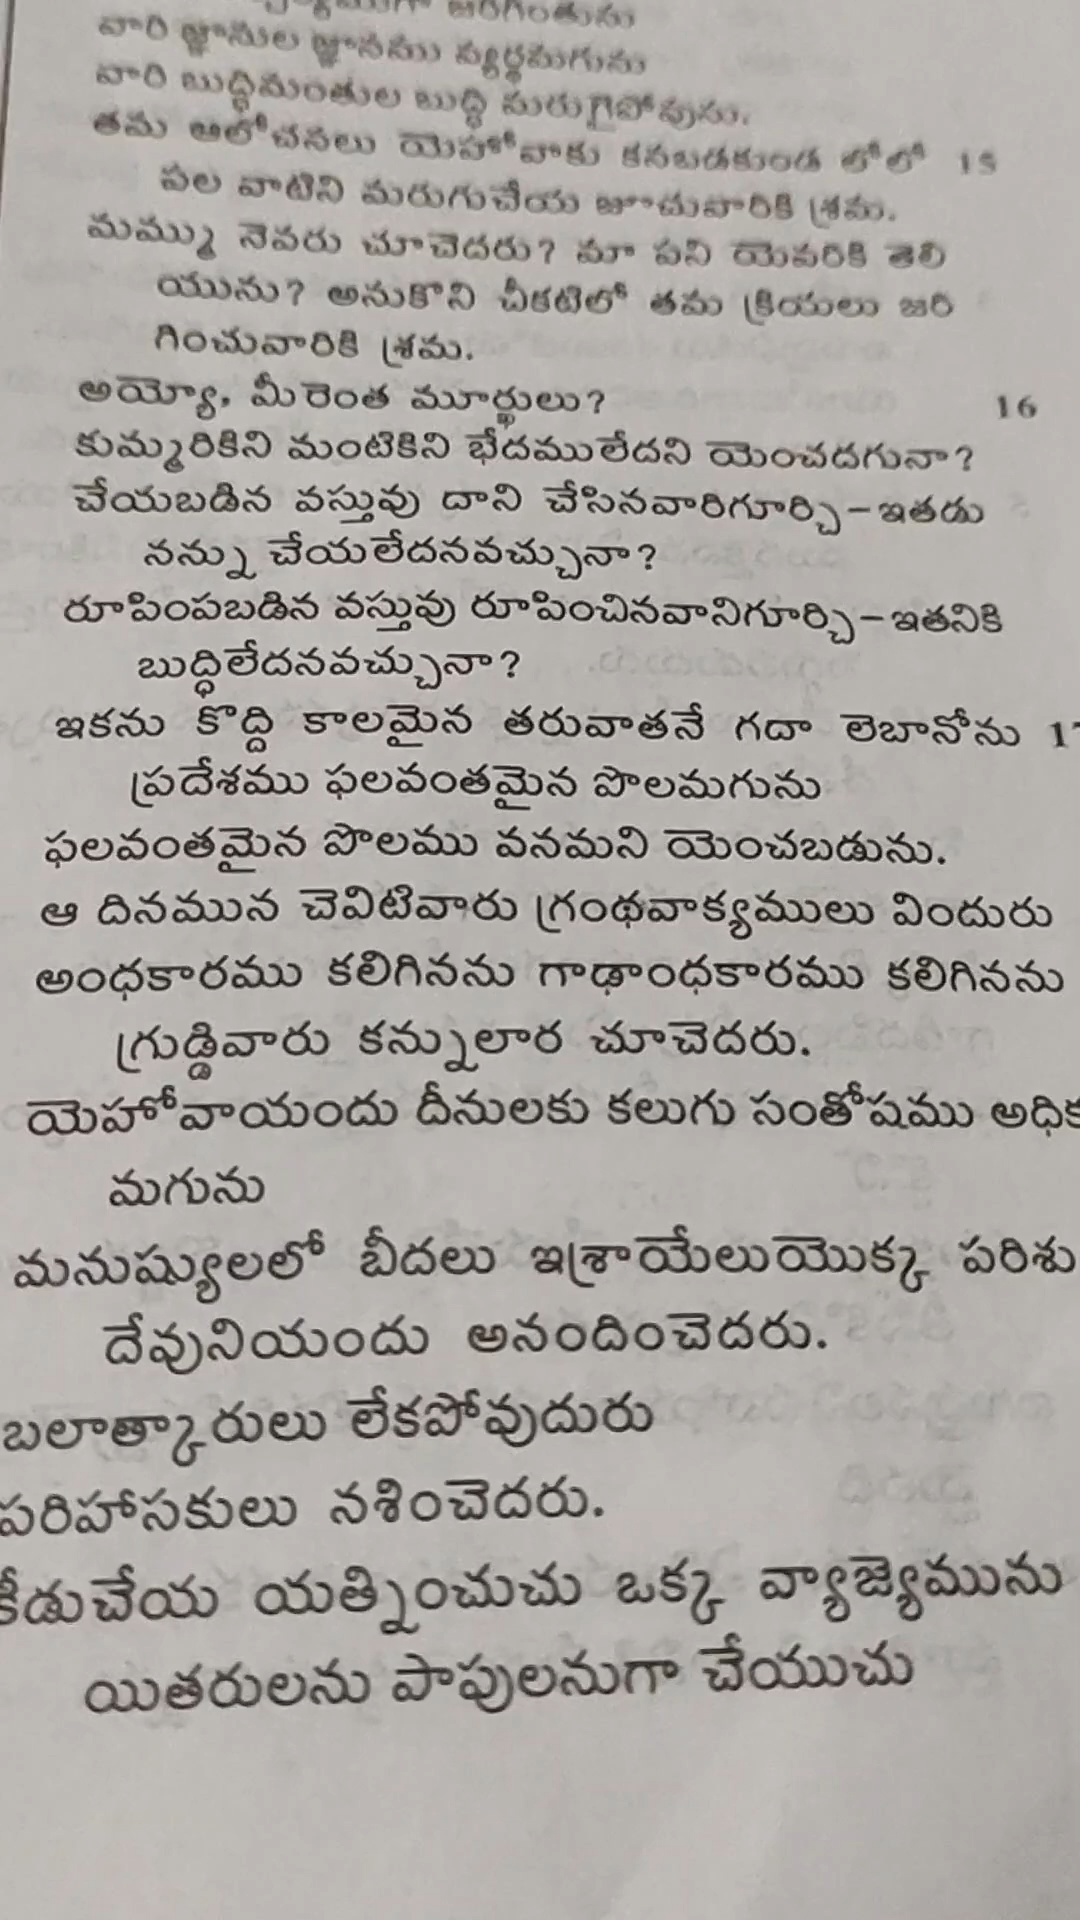 జరిగింతును
వారి జ్ఞానుల జ్ఞానము వ్యర్థమగును
వారి బుద్ధిమంతుల బుద్ధి మరుగైపోవును.
తమ ఆలోచనలు యెహోవాకు కనబడకుండ లోలో 15
పల వాటిని మరుగుచేయ జూచువారికి శ్రమ.
మమ్ము నెవరు చూచెదరు? మా పని యెవరికి తెలి
యును? అనుకొని చీకటిలో తమ క్రియలు జరి
గించువారికి శ్రమ.
అయ్యో, మీరెంత మూర్ఖులు? 16
కుమ్మరికిని మంటికిని భేదములేదని యెంచదగునా?
చేయబడిన వస్తువు దాని చేసినవారిగూర్చి–ఇతడు
నన్ను చేయలేదనవచ్చునా?
రూపింపబడిన వస్తువు రూపించినవానిగూర్చి–ఇతనికి
బుద్ధిలేదనవచ్చునా?
ఇకను కొద్ది కాలమైన తరువాతనే గదా లెబానోను 1
ప్రదేశము ఫలవంతమైన పొలమగును
ఫలవంతమైన పొలము వనమని యెంచబడును.
ఆ దినమున చెవిటివారు గ్రంథవాక్యములు విందురు
అంధకారము కలిగినను గాఢాంధకారము కలిగినను
గ్రుడ్డివారు కన్నులార చూచెదరు.
యెహోవాయందు దీనులకు కలుగు సంతోషము అధిక
మగును
మనుష్యులలో బీదలు ఇశ్రాయేలుయొక్క పరిశు
దేవునియందు అనందించెదరు.
బలాత్కారులు లేకపోవుదురు
పరిహాసకులు నశించెదరు.
కీడుచేయ యత్నించుచు ఒక్క వ్యాజ్యెమును
యితరులను పాపులనుగా చేయుచు